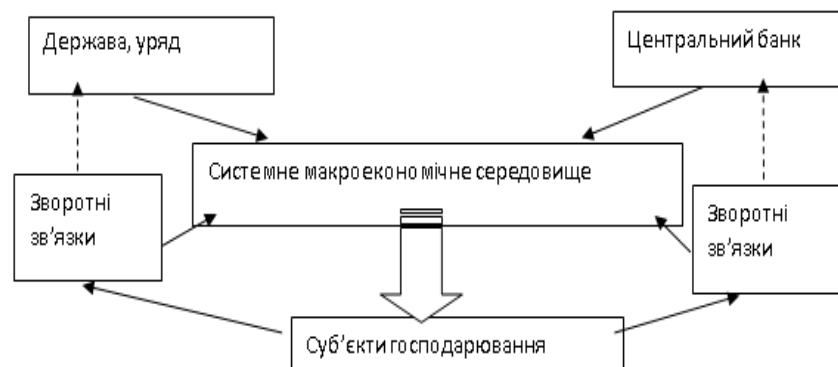 Держава, уряд
Центральний банк
Системне макроекономічне середовище
Зворотні
зв'язки
Зворотні
зв'язки
Суб'єкти господарювання